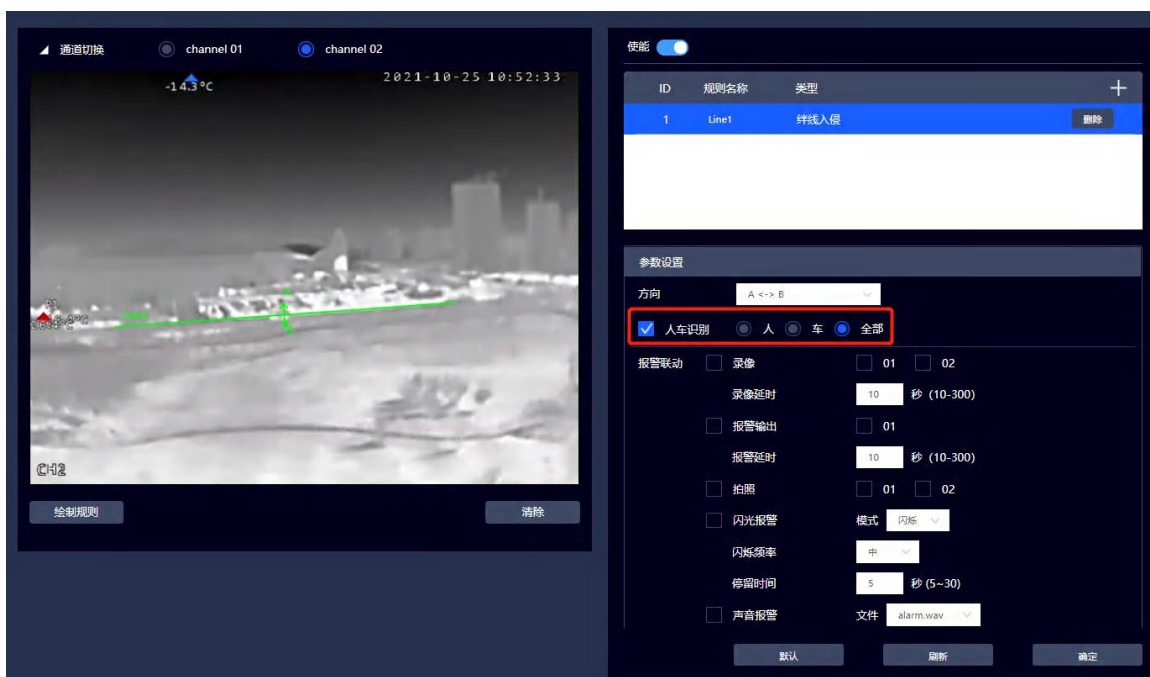 通道切换 channel 01 channel 02
2021-10-25 10:52:33
-14.3°C
Line1
CH2
绘制规则 清除
使能
ID 规则名称 类型 +
1 Line1 绊线入侵 删除
参数设置
方向 A <-> B
人车识别 人 车 全部
报警联动 录像 01 02
录像延时 10 秒 (10-300)
报警输出 01
报警延时 10 秒 (10-300)
拍照 01 02
闪光报警 模式 闪烁
闪烁频率 中
停留时间 5 秒 (5~30)
声音报警 文件 alarm.wav
默认 刷新 确定